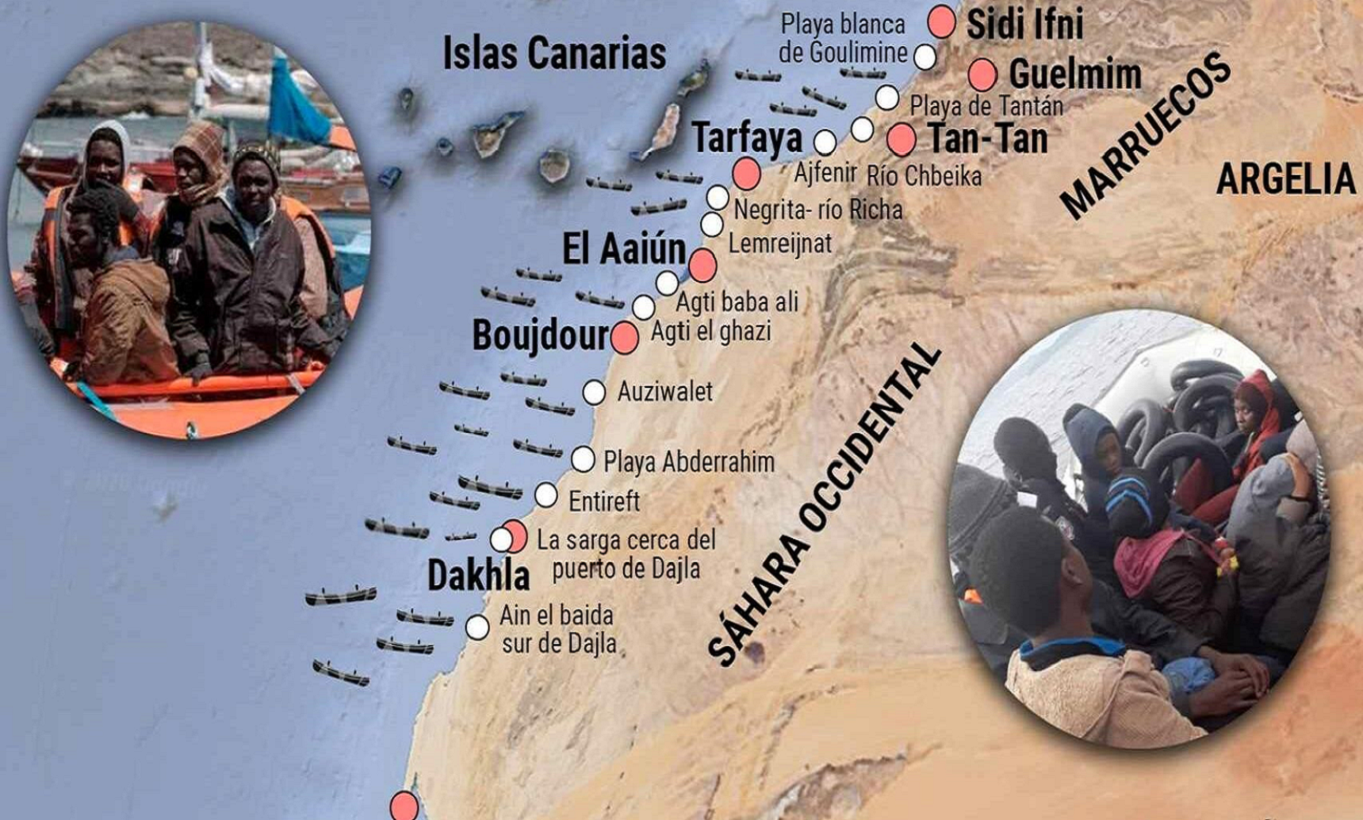 Playa blanca
de Goulimine
Sidi Ifni
Islas Canarias
Guelmim
Playa de Tantán
Tarfaya
Tan-Tan
Ajfenir
Río Chbeika
MARRUECOS
ARGELIA
Negrita- río Richa
Lemreijnat
El Aaiún
Agti baba ali
Boujdour
Agti el ghazi
Auziwalet
Playa Abderrahim
Entireft
SÁHARA OCCIDENTAL
La sarga cerca del
puerto de Dajla
Dakhla
Ain el baida
sur de Dajla